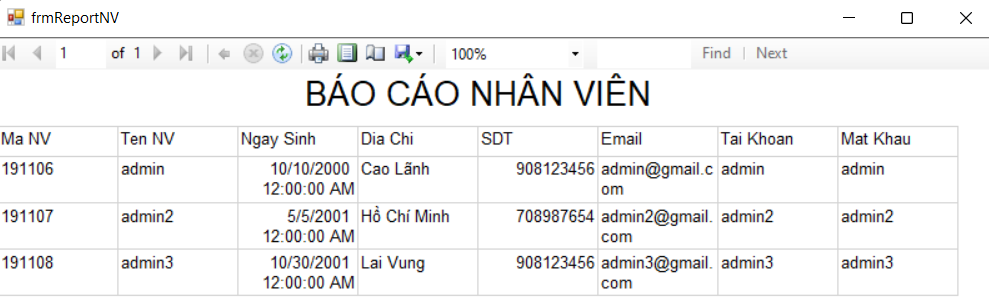 frmReportNV
1 of 1 100% Find | Next
BÁO CÁO NHÂN VIÊN
Ma NV Ten NV Ngay Sinh Dia Chi SDT Email Tai Khoan Mat Khau
191106 admin 10/10/2000 Cao Lãnh 908123456 admin@gmail.c admin admin
12:00:00 AM om
191107 admin2 5/5/2001 Hồ Chí Minh 708987654 admin2@gmail. admin2 admin2
12:00:00 AM com
191108 admin3 10/30/2001 Lai Vung 908123456 admin3@gmail. admin3 admin3
12:00:00 AM com